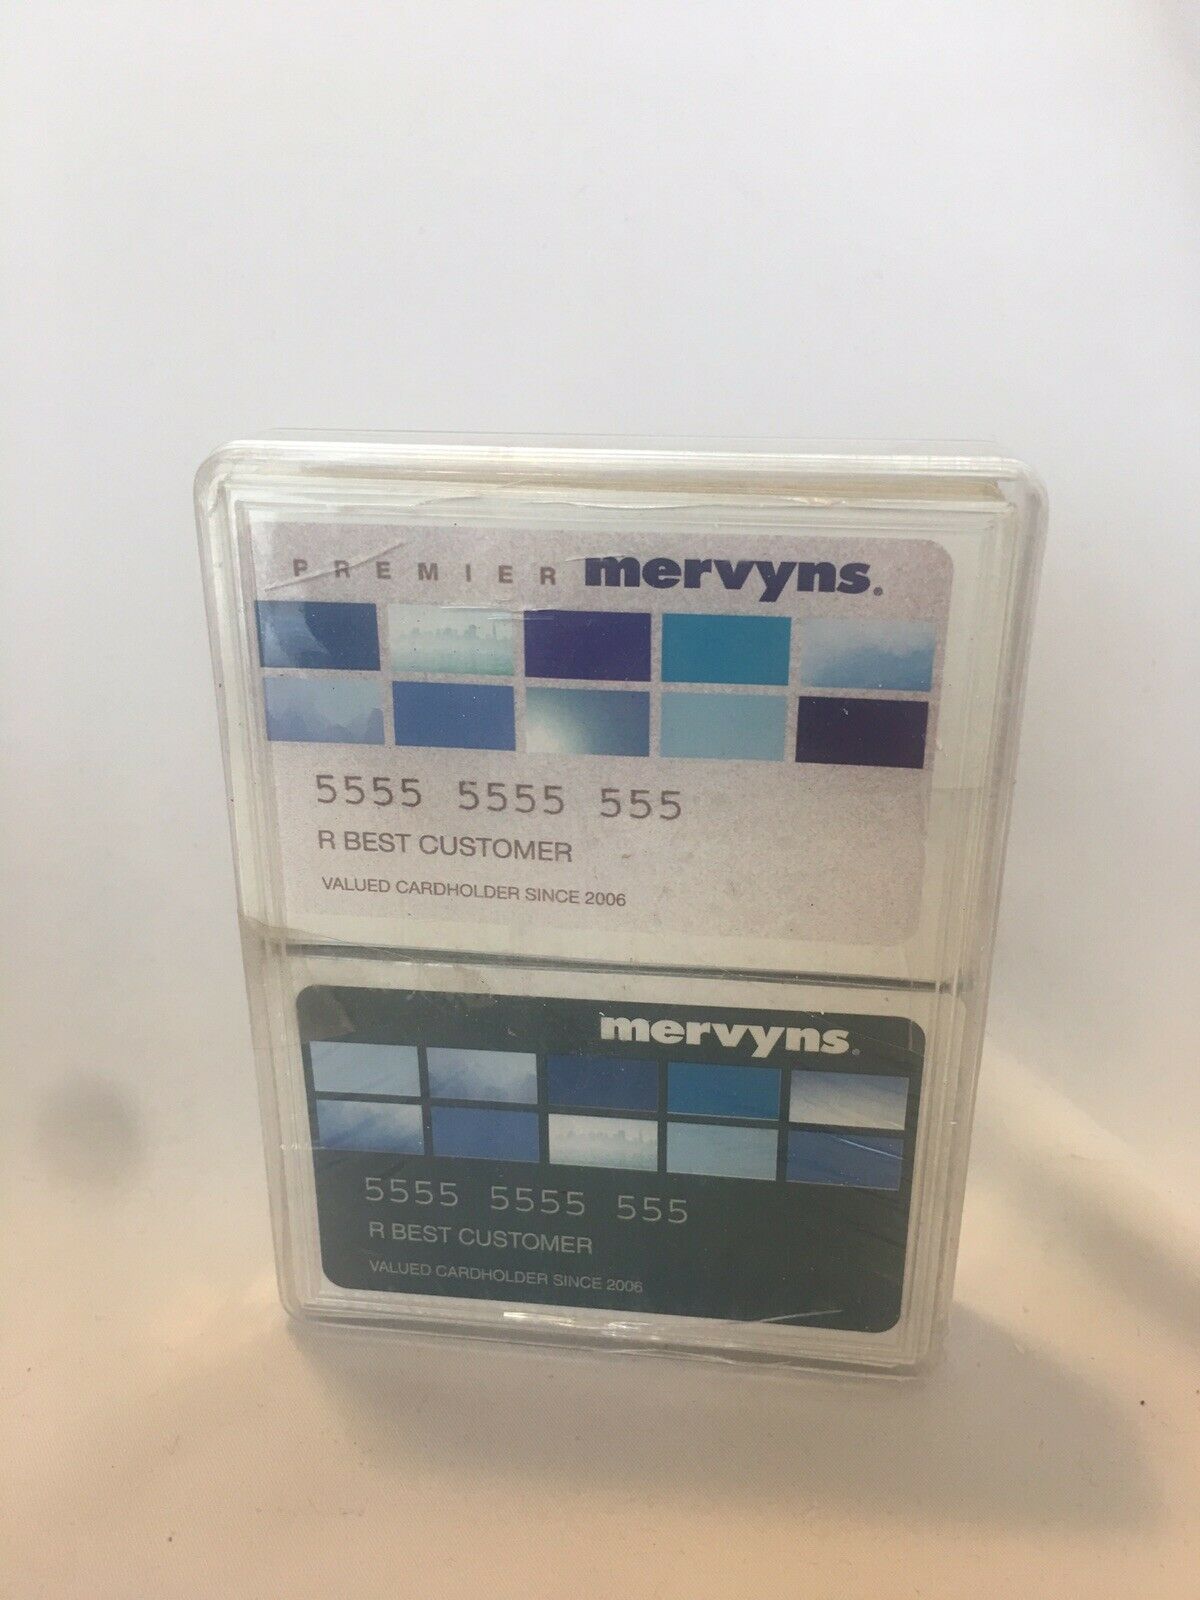 PREMIER mervyns.
5555 5555 555
R BEST CUSTOMER
VALUED CARDHOLDER SINCE 2006
mervyns.
5555 5555 555
R BEST CUSTOMER
VALUED CARDHOLDER SINCE 2006